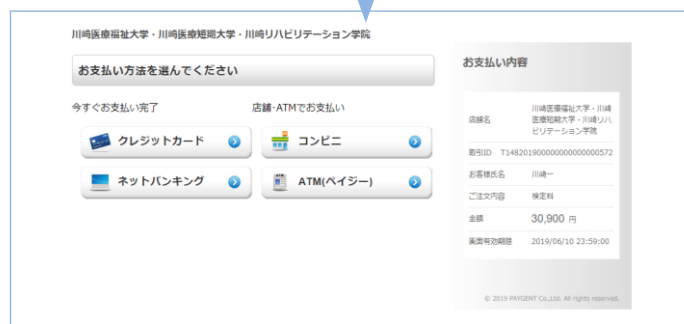 川崎医療福祉大学・川崎医療短期大学・川崎リハビリテーション学院
お支払い方法を選んでください
今すぐお支払い完了
店舗・ATMでお支払い
クレジットカード
コンビニ
ネットバンキング
ATM(ペイジー)
お支払い内容
店舗名
川崎医療福祉大学・川崎
医療短期大学・川崎リハ
ビリテーション学院
取引ID T1482019000000000000000572
お客様氏名 川崎一
ご注文内容 検定料
金額 30,900 円
画面有効期限 2019/06/10 23:59:00
© 2019 PAYGENT Co.,Ltd. All rights reserved.